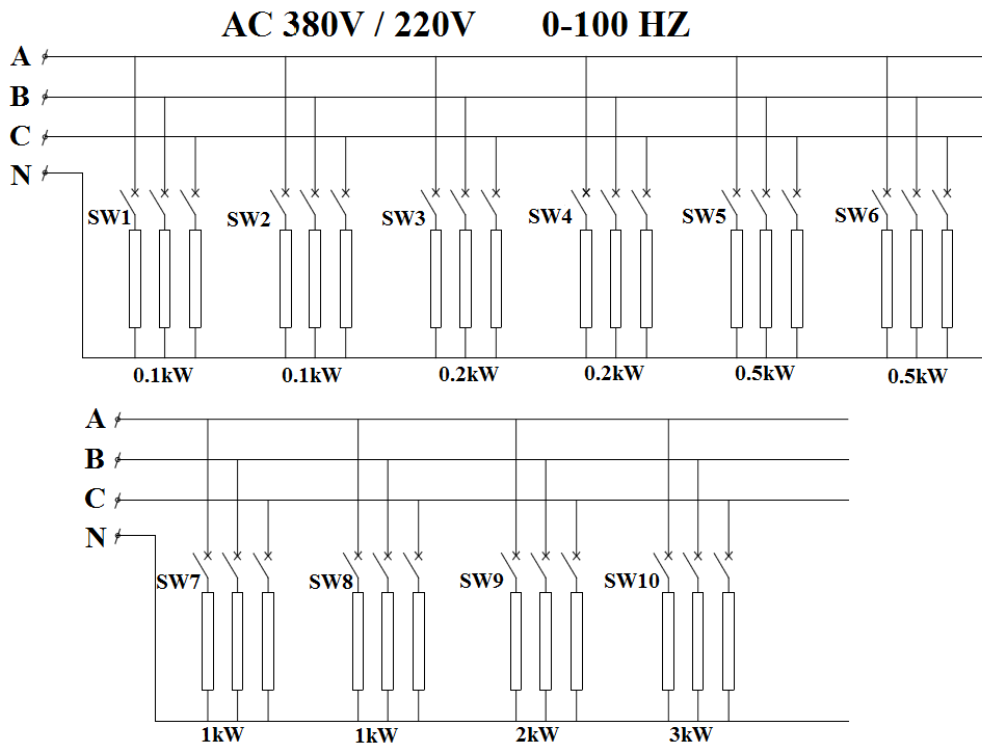 AC 380V / 220V 0-100 HZ
A
B
C
N
SW1 SW2 SW3 SW4 SW5 SW6
0.1kW 0.1kW 0.2kW 0.2kW 0.5kW 0.5kW
A
B
C
N
SW7 SW8 SW9 SW10
1kW 1kW 2kW 3kW